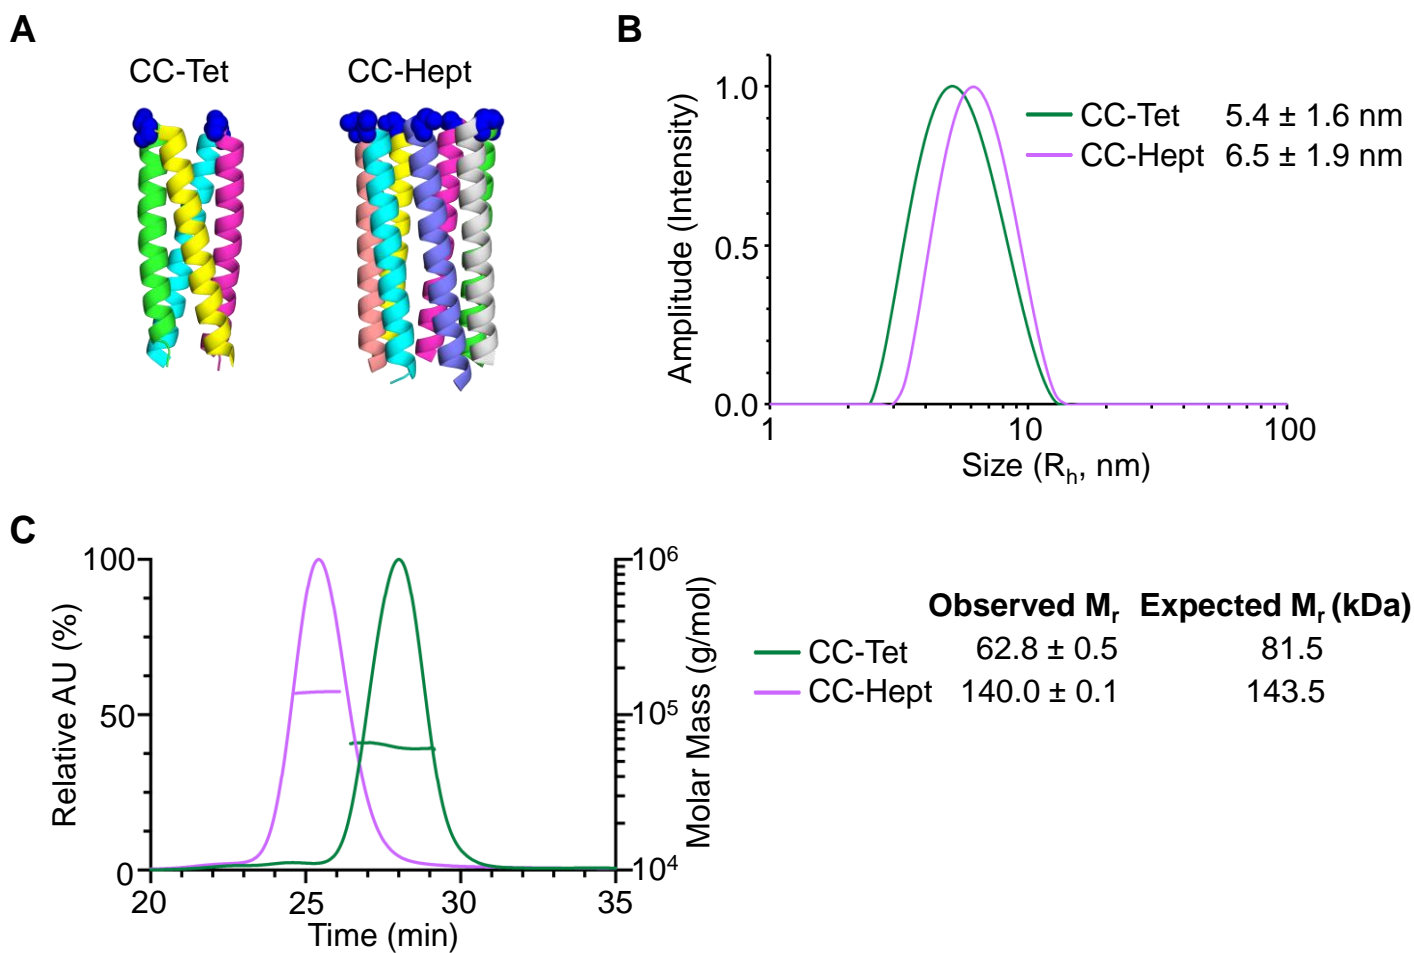 A
CC-Tet CC-Hept
B
1.0
0.5
0.0
Amplitude (Intensity)
1 10 100
Size (Rh, nm)
CC-Tet 5.4 ± 1.6 nm
CC-Hept 6.5 ± 1.9 nm
C
100
50
0
Relative AU (%)
20 25 30 35
Time (min)
10⁶
10⁵
10⁴
Molar Mass (g/mol)
Observed Mr Expected Mr (kDa)
CC-Tet 62.8 ± 0.5 81.5
CC-Hept 140.0 ± 0.1 143.5